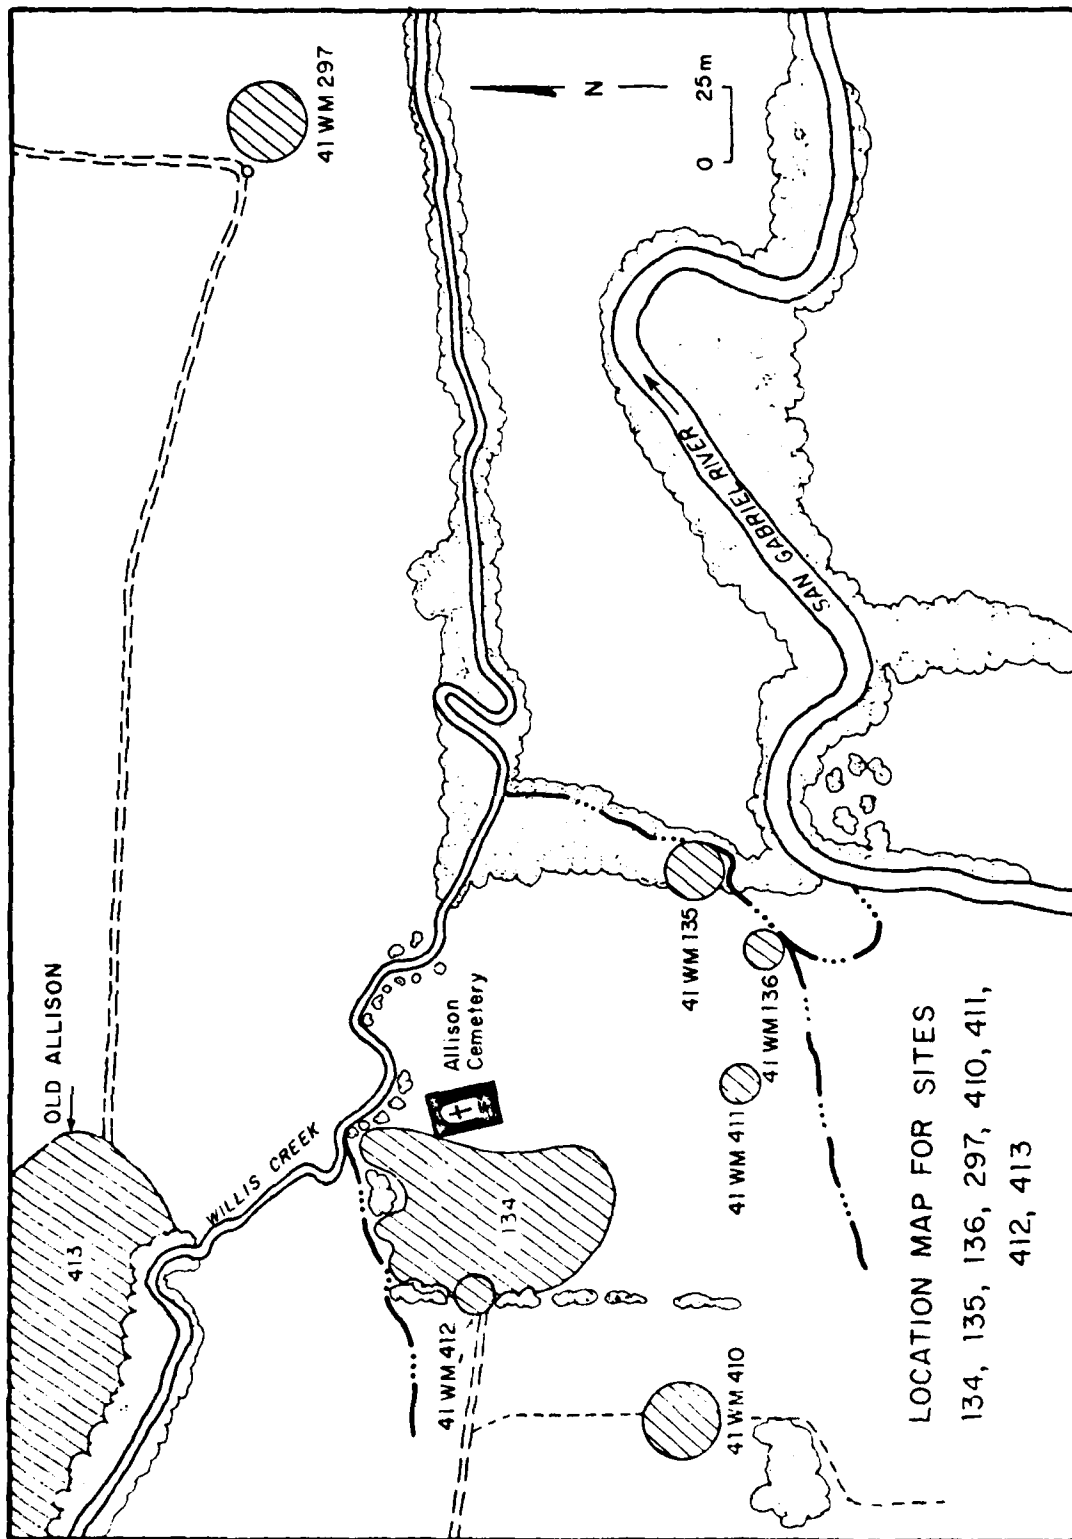 OLD ALLISON
413
WILLIS CREEK
41 WM 297
N
0 25m
Allison
Cemetery
134
41 WM 412
41 WM 410
41 WM 411
41 WM 136
41 WM 135
SAN GABRIEL RIVER
LOCATION MAP FOR SITES
134, 135, 136, 297, 410, 411,
412, 413